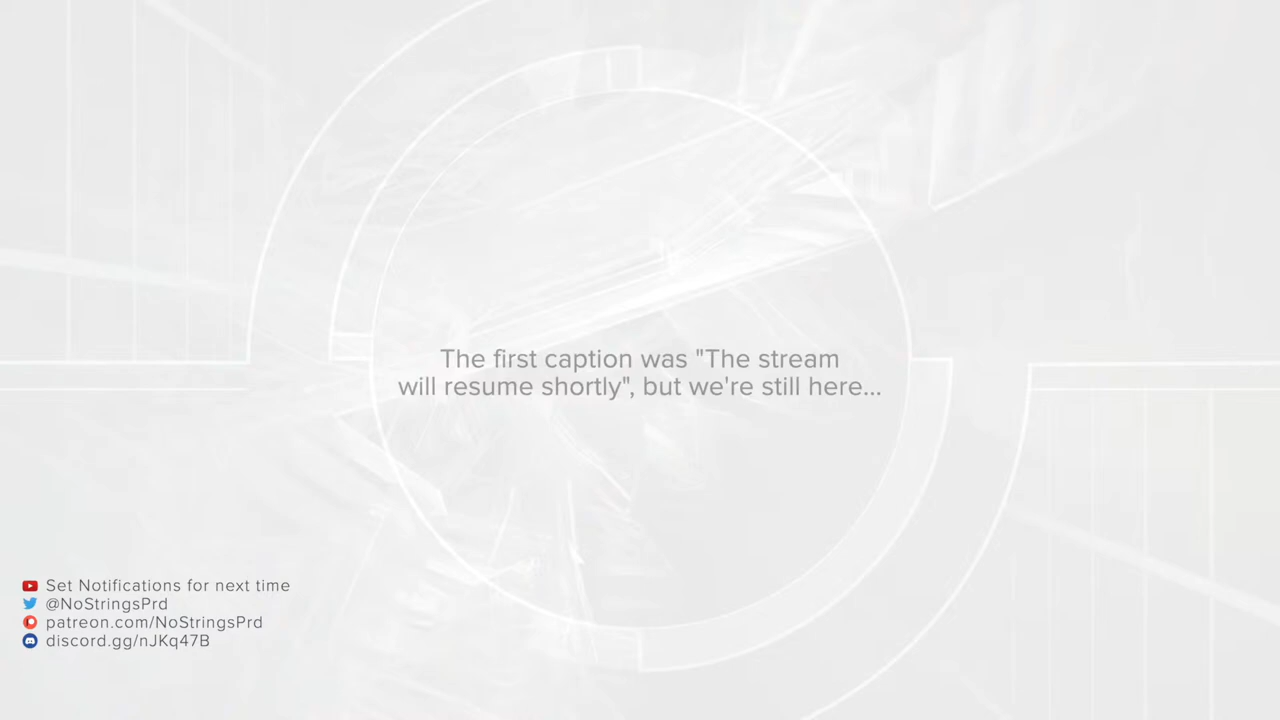 The first caption was "The stream
will resume shortly", but we're still here...
Set Notifications for next time
@NoStringsPrd
patreon.com/NoStringsPrd
discord.gg/nJKq47B